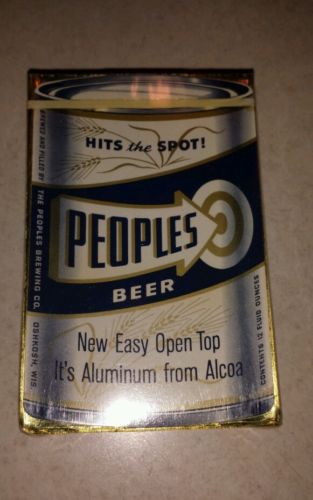 HITS the SPOT!
PEOPLES
BEER
New Easy Open Top
It's Aluminum from Alcoa
BREWED AND FILLED BY THE PEOPLES BREWING CO. OSHKOSH, WIS.
CONTENTS 12 FLUID OUNCES